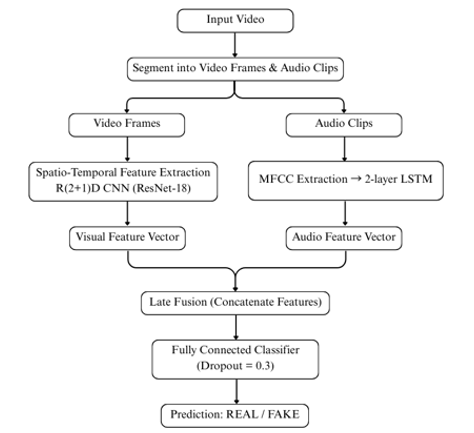 Input Video
Segment into Video Frames & Audio Clips
Video Frames
Audio Clips
Spatio-Temporal Feature Extraction
R(2+1)D CNN (ResNet-18)
MFCC Extraction → 2-layer LSTM
Visual Feature Vector
Audio Feature Vector
Late Fusion (Concatenate Features)
Fully Connected Classifier
(Dropout = 0.3)
Prediction: REAL / FAKE